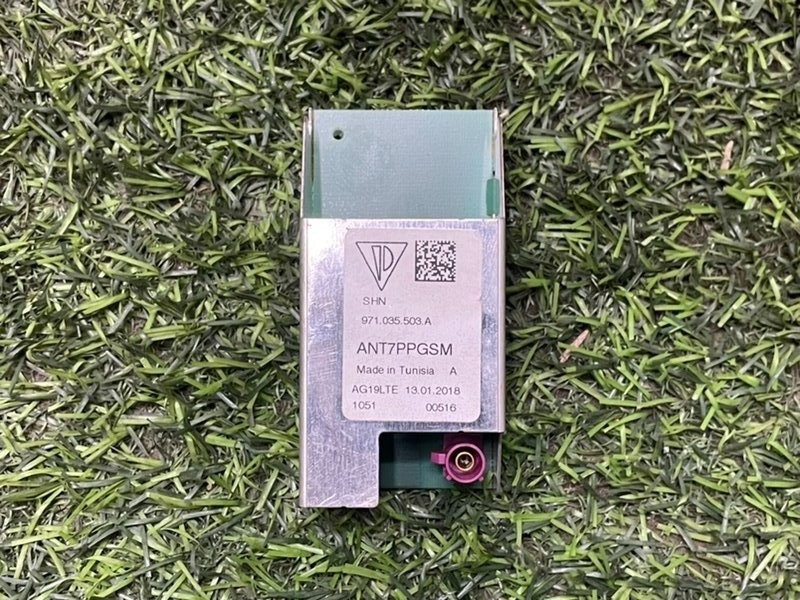 SHN
971.035.503.A
ANT7PPGSM
Made in Tunisia A
AG19LTE 13.01.2018
1051 00516